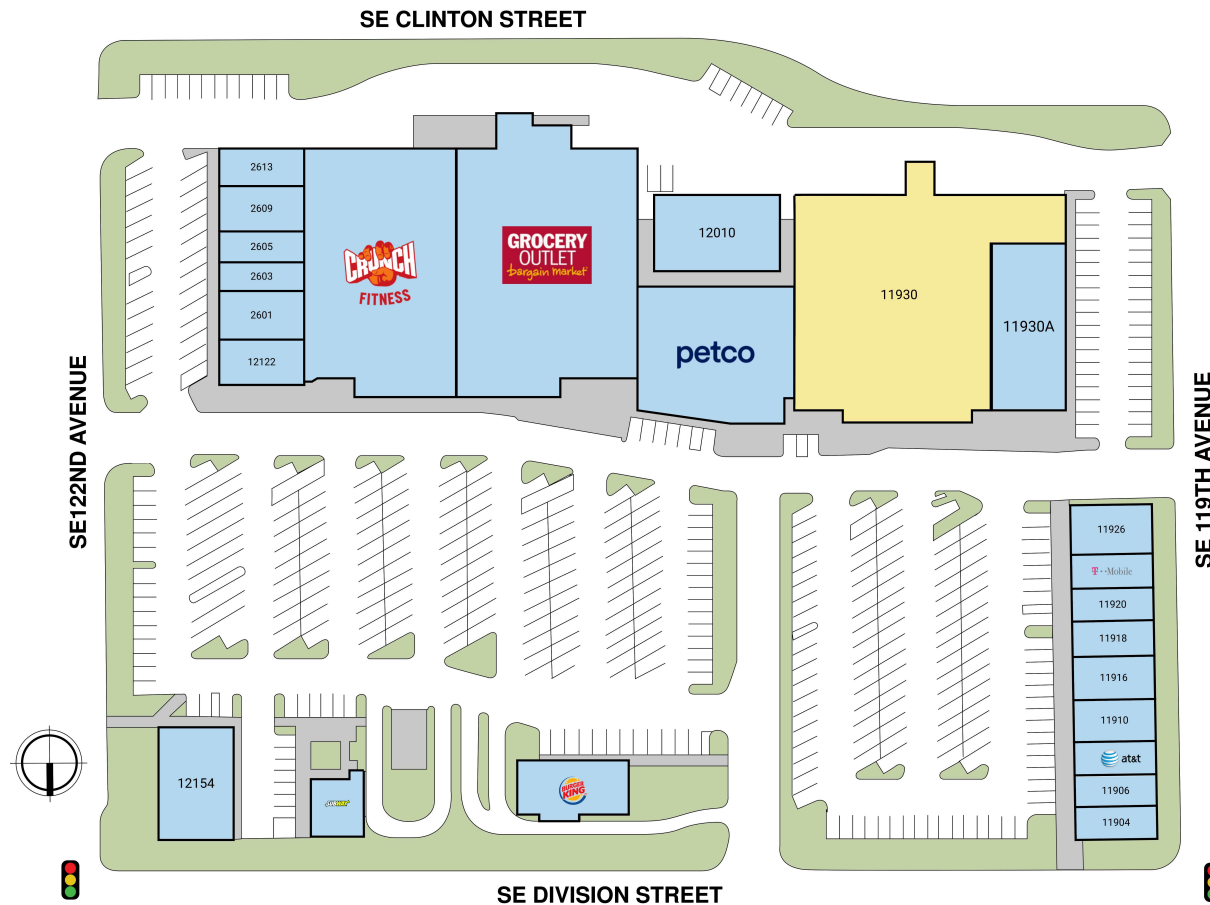 SE CLINTON STREET
2613
2609
2605
2603
2601
12122
CRUNCH
FITNESS
GROCERY
OUTLET
bargain market
12010
petco
11930
11930A
SE122ND AVENUE
SE 119TH AVENUE
11926
T-Mobile
11920
11918
11916
11910
at&t
11906
11904
12154
SUBWAY
BURGER
KING
SE DIVISION STREET